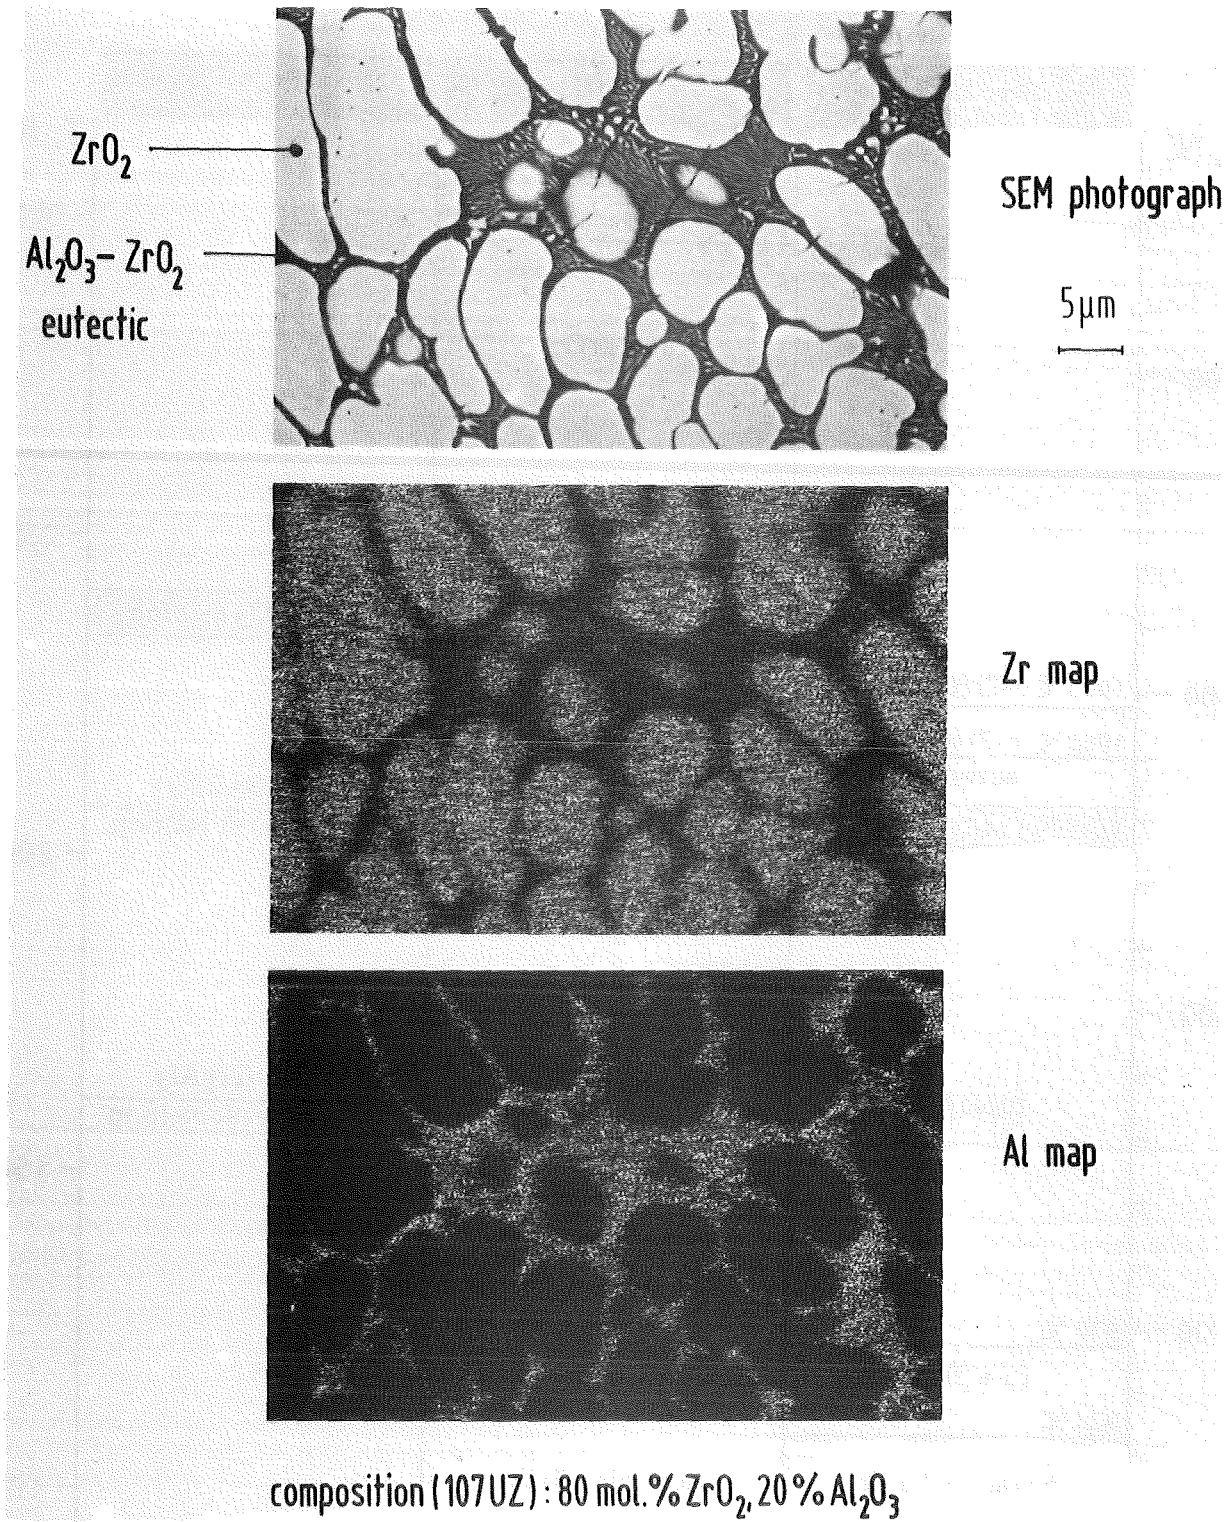 ZrO₂
Al₂O₃– ZrO₂
eutectic
SEM photograph
5µm
Zr map
Al map
composition (107UZ) : 80 mol.% ZrO₂, 20 % Al₂O₃